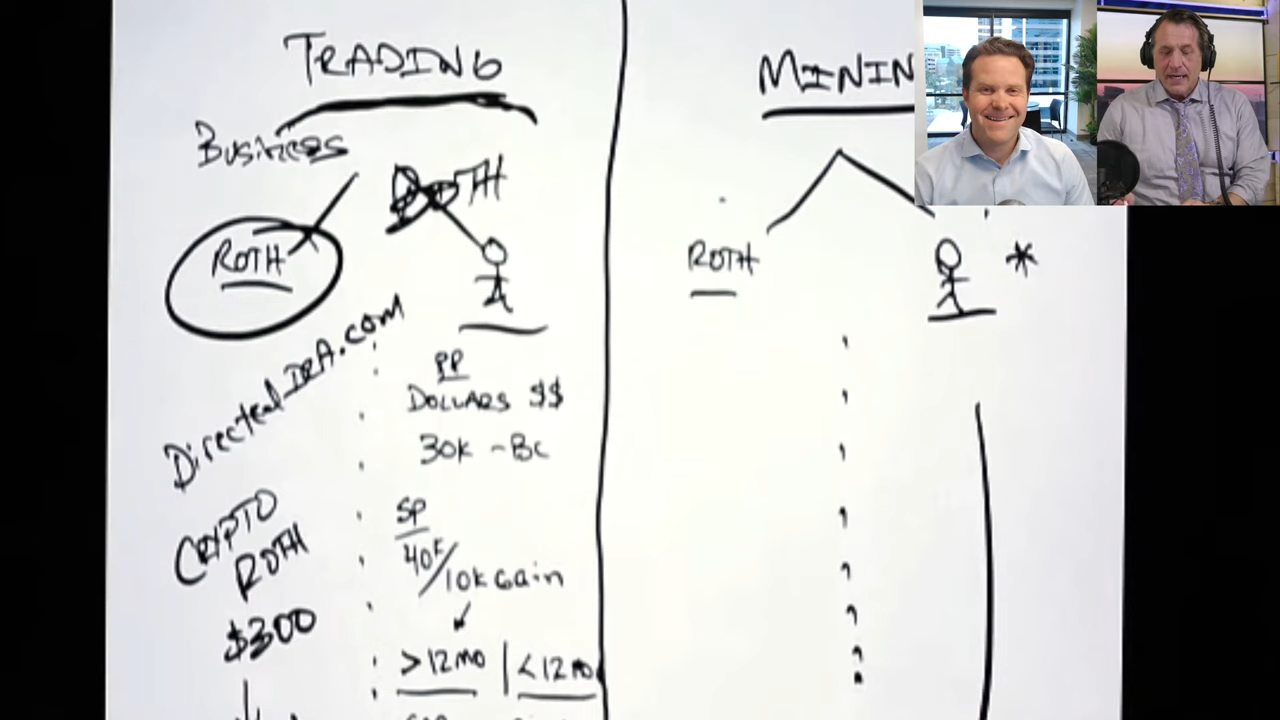 TRADING
Business
ROTH
DirectedIRA.com
CRYPTO
ROTH
$300
PP
DOLLARS $$
30K - BC
SP
40K/10K Gain
>12MO | <12MO
MININ
ROTH
*